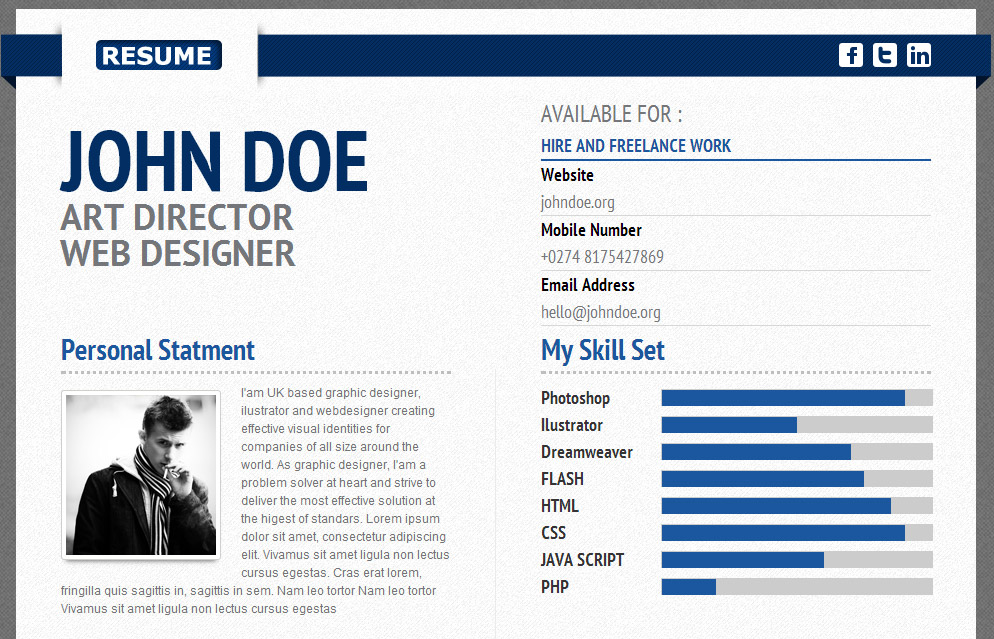 RESUME
JOHN DOE
ART DIRECTOR
WEB DESIGNER
AVAILABLE FOR :
HIRE AND FREELANCE WORK
Website
johndoe.org
Mobile Number
+0274 8175427869
Email Address
hello@johndoe.org
Personal Statment
I'am UK based graphic designer,
ilustrator and webdesigner creating
effective visual identities for
companies of all size around the
world. As graphic designer, I'am a
problem solver at heart and strive to
deliver the most effective solution at
the higest of standars. Lorem ipsum
dolor sit amet, consectetur adipiscing
elit. Vivamus sit amet ligula non lectus
cursus egestas. Cras erat lorem,
fringilla quis sagittis in, sagittis in sem. Nam leo tortor Nam leo tortor
Vivamus sit amet ligula non lectus cursus egestas
My Skill Set
Photoshop
Ilustrator
Dreamweaver
FLASH
HTML
CSS
JAVA SCRIPT
PHP